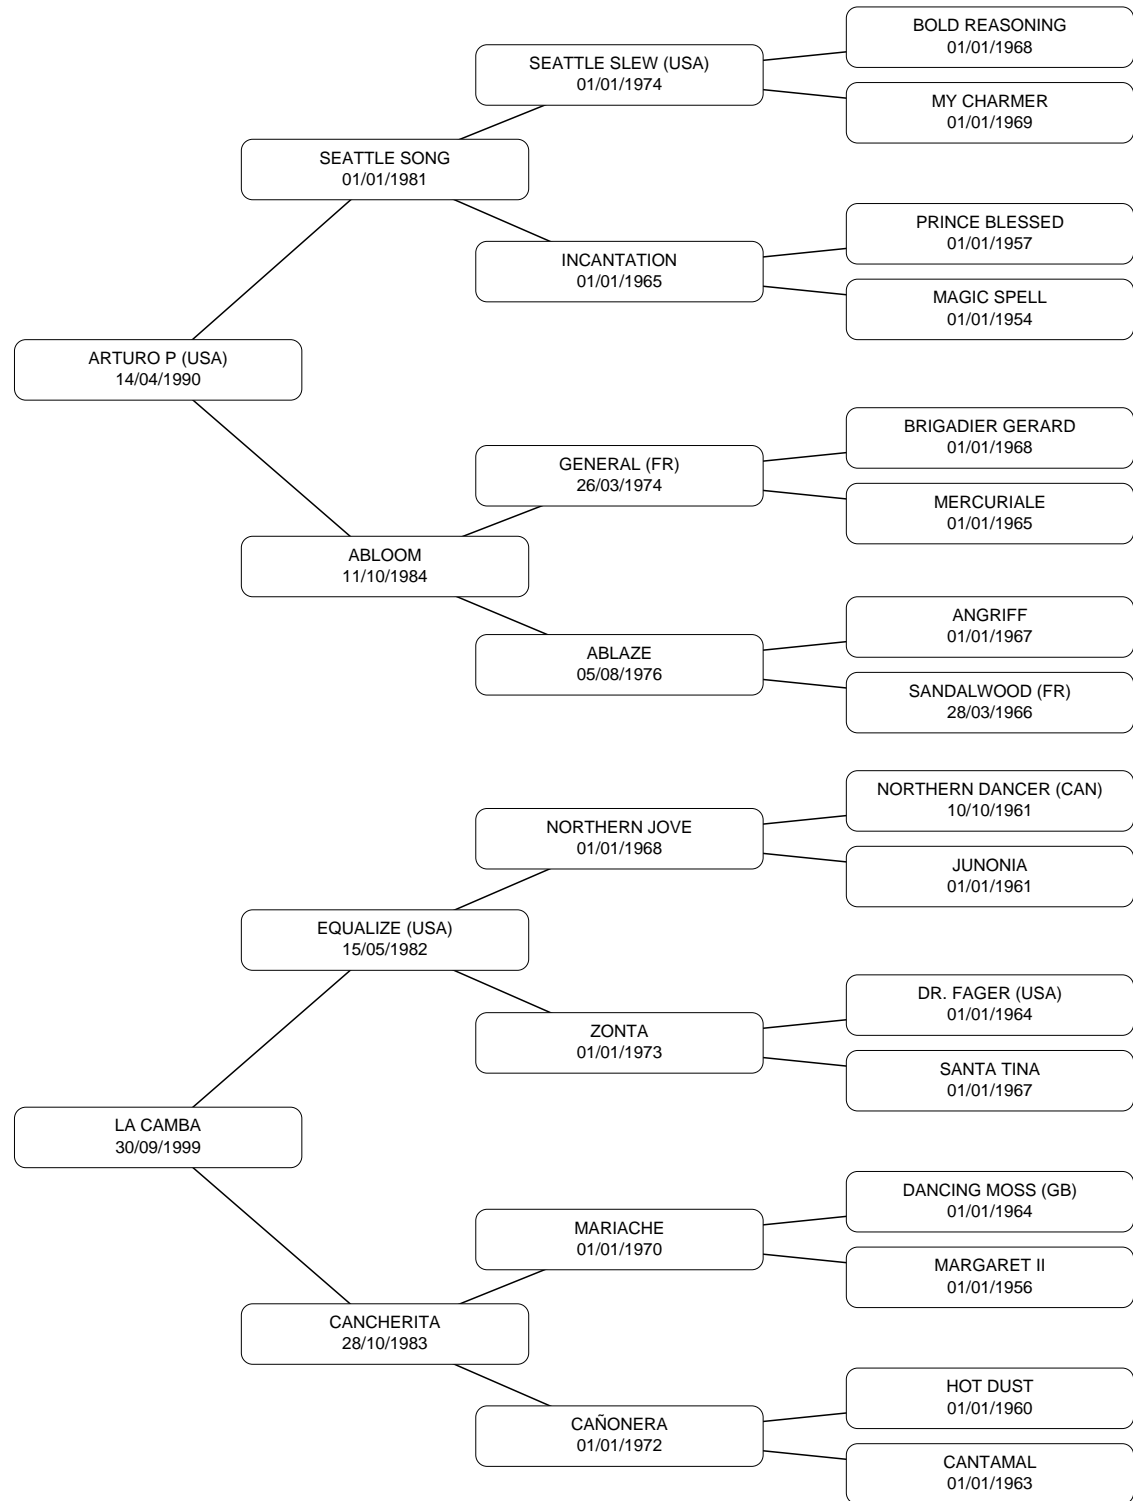 BOLD REASONING
01/01/1968
SEATTLE SLEW (USA)
01/01/1974
MY CHARMER
01/01/1969
SEATTLE SONG
01/01/1981
PRINCE BLESSED
01/01/1957
INCANTATION
01/01/1965
MAGIC SPELL
01/01/1954
ARTURO P (USA)
14/04/1990
BRIGADIER GERARD
01/01/1968
GENERAL (FR)
26/03/1974
MERCURIALE
01/01/1965
ABLOOM
11/10/1984
ANGRIFF
01/01/1967
ABLAZE
05/08/1976
SANDALWOOD (FR)
28/03/1966
NORTHERN DANCER (CAN)
10/10/1961
NORTHERN JOVE
01/01/1968
JUNONIA
01/01/1961
EQUALIZE (USA)
15/05/1982
DR. FAGER (USA)
01/01/1964
ZONTA
01/01/1973
SANTA TINA
01/01/1967
LA CAMBA
30/09/1999
DANCING MOSS (GB)
01/01/1964
MARIACHE
01/01/1970
MARGARET II
01/01/1956
CANCHERITA
28/10/1983
HOT DUST
01/01/1960
CAÑONERA
01/01/1972
CANTAMAL
01/01/1963